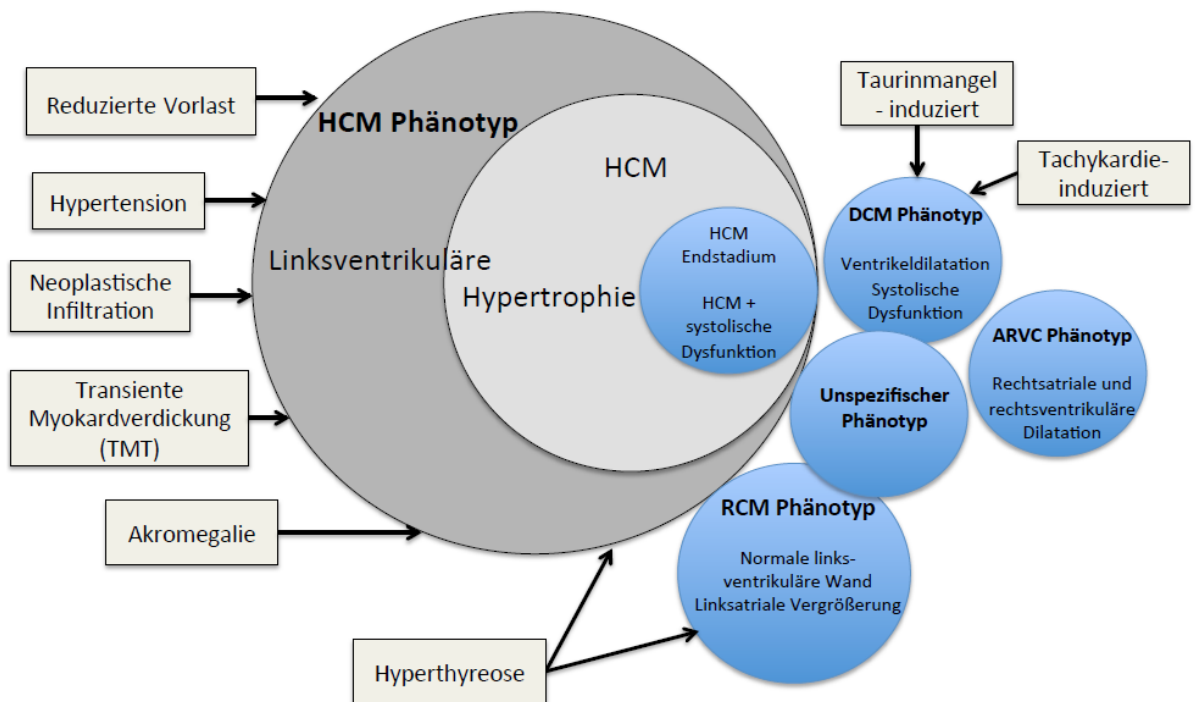 Reduzierte Vorlast
Hypertension
Neoplastische
Infiltration
Transiente
Myokardverdickung
(TMT)
Akromegalie
Hyperthyreose
HCM Phänotyp
Linksventrikuläre
HCM
Hypertrophie
HCM
Endstadium
HCM +
systolische
Dysfunktion
Taurinmangel
- induziert
Tachykardie-
induziert
DCM Phänotyp
Ventrikeldilatation
Systolische
Dysfunktion
ARVC Phänotyp
Rechtsatriale und
rechtsventrikuläre
Dilatation
Unspezifischer
Phänotyp
RCM Phänotyp
Normale links-
ventrikuläre Wand
Linksatriale Vergrößerung